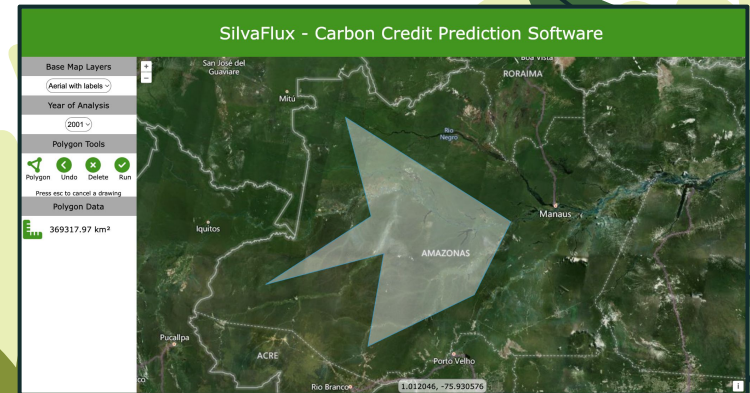 SilvaFlux - Carbon Credit Prediction Software
Base Map Layers
Aerial with labels
Year of Analysis
2001
Polygon Tools
Polygon Undo Delete Run
Press esc to cancel a drawing
Polygon Data
369317.97 km²
+
−
San José del
Guaviare
Boa Vista
RORAIMA
Mitú
Rio
Negro
Manaus
Iquitos
AMAZONAS
Pucallpa
ACRE
Porto Velho
Rio Branco
co
1.012046, -75.930576
i